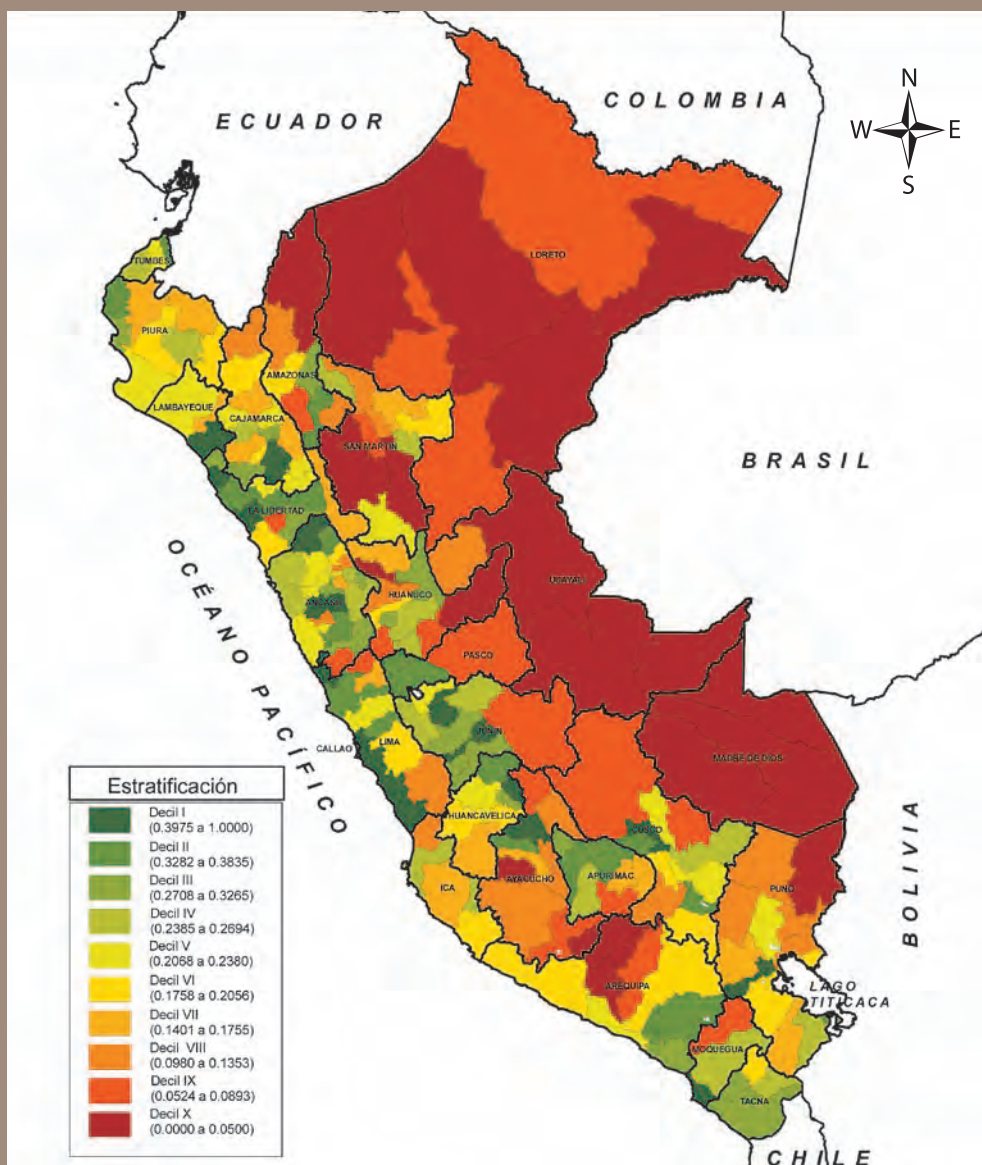 COLOMBIA
ECUADOR
N
W E
S
LORETO
TUMBES
PIURA
AMAZONAS
LAMBAYEQUE
CAJAMARCA
SAN MARTÍN
BRASIL
LA LIBERTAD
UCAYALI
HUANUCO
ANCASH
OCÉANO PACÍFICO
PASCO
JUNIN
CALLAO
LIMA
MADRE DE DIOS
HUANCAVELICA
CUSCO
APURIMAC
AYACUCHO
ICA
PUNO
BOLIVIA
AREQUIPA
LAGO
TITICACA
MOQUEGUA
TACNA
CHILE
Estratificación
Decil I
(0.3975 a 1.0000)
Decil II
(0.3282 a 0.3835)
Decil III
(0.2708 a 0.3265)
Decil IV
(0.2385 a 0.2694)
Decil V
(0.2068 a 0.2380)
Decil VI
(0.1758 a 0.2056)
Decil VII
(0.1401 a 0.1755)
Decil VIII
(0.0980 a 0.1353)
Decil IX
(0.0524 a 0.0893)
Decil X
(0.0000 a 0.0500)